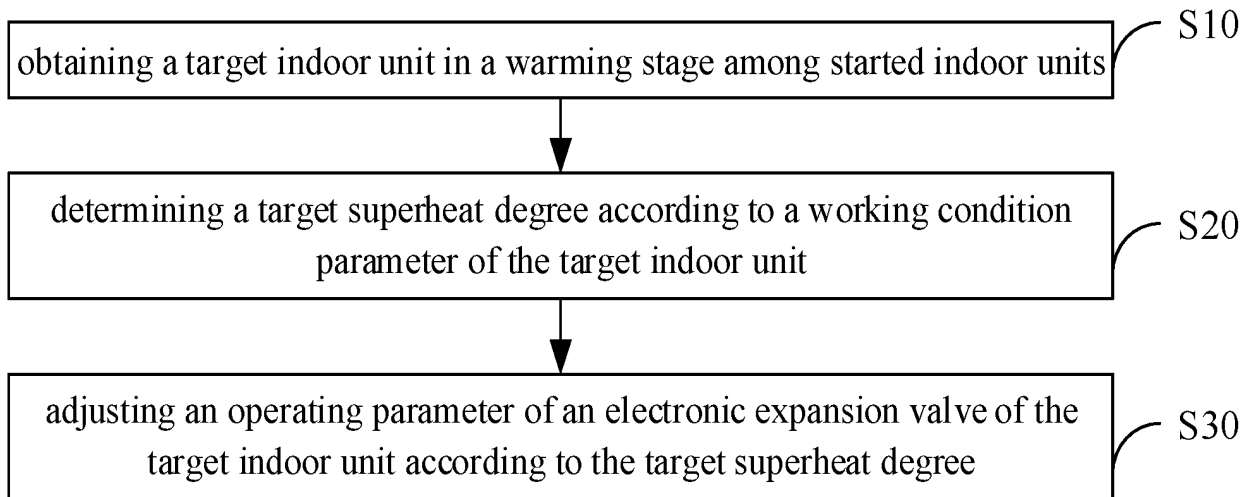 S10
obtaining a target indoor unit in a warming stage among started indoor units
determining a target superheat degree according to a working condition
parameter of the target indoor unit
S20
adjusting an operating parameter of an electronic expansion valve of the
target indoor unit according to the target superheat degree
S30